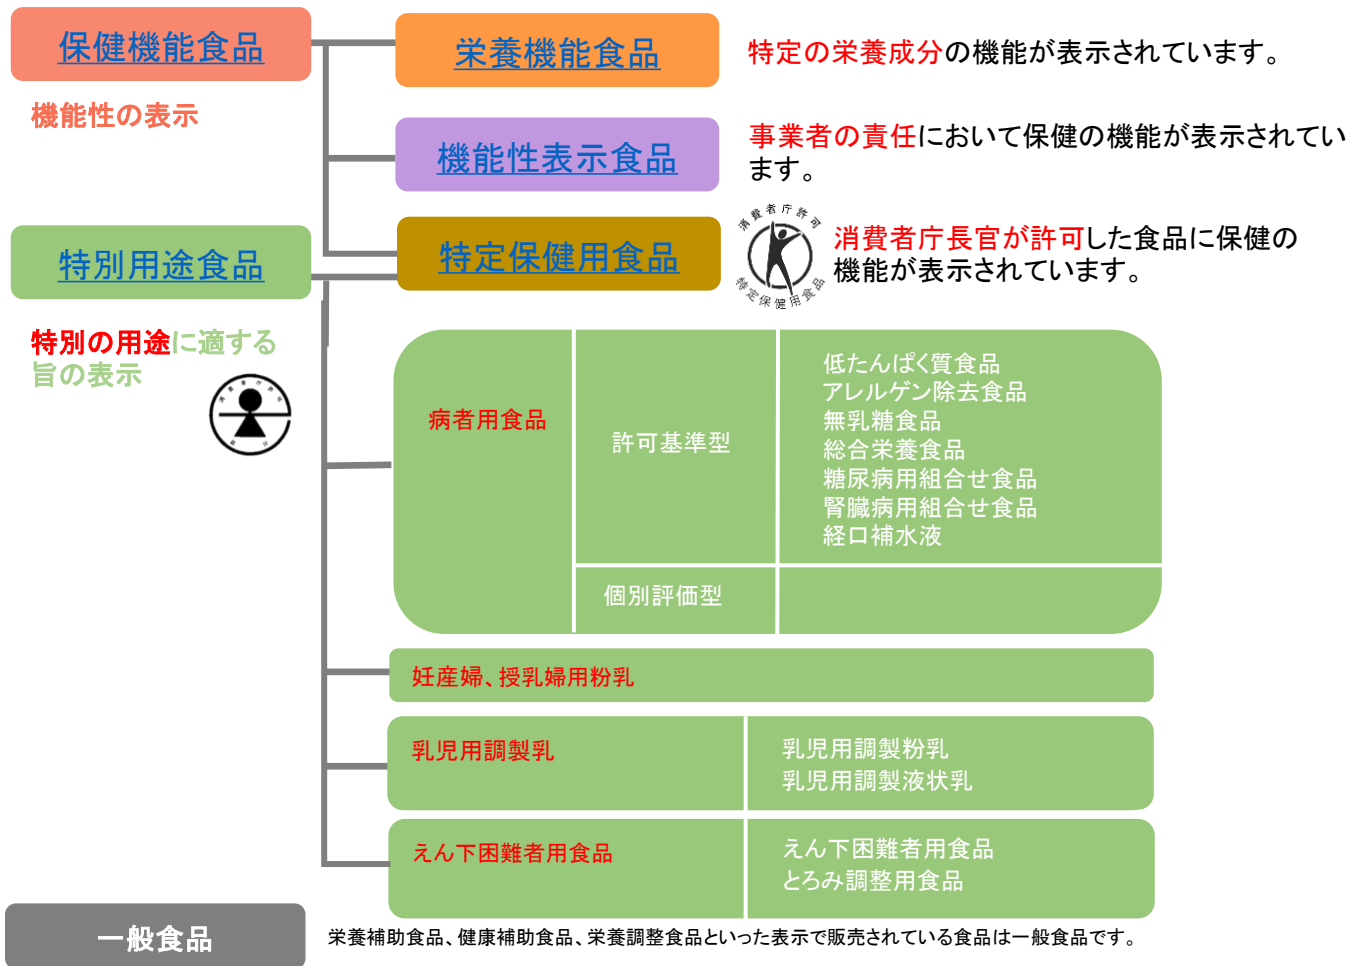 保健機能食品
機能性の表示
栄養機能食品
特定の栄養成分の機能が表示されています。
機能性表示食品
事業者の責任において保健の機能が表示されてい
ます。
特定保健用食品
消費者庁許可
特定保健用食品
消費者庁長官が許可した食品に保健の
機能が表示されています。
特別用途食品
特別の用途に適する
旨の表示
消費者庁許可
病者用食品
許可基準型
低たんぱく質食品
アレルゲン除去食品
無乳糖食品
総合栄養食品
糖尿病用組合せ食品
腎臓病用組合せ食品
経口補水液
個別評価型
妊産婦、授乳婦用粉乳
乳児用調製乳
乳児用調製粉乳
乳児用調製液状乳
えん下困難者用食品
えん下困難者用食品
とろみ調整用食品
一般食品
栄養補助食品、健康補助食品、栄養調整食品といった表示で販売されている食品は一般食品です。